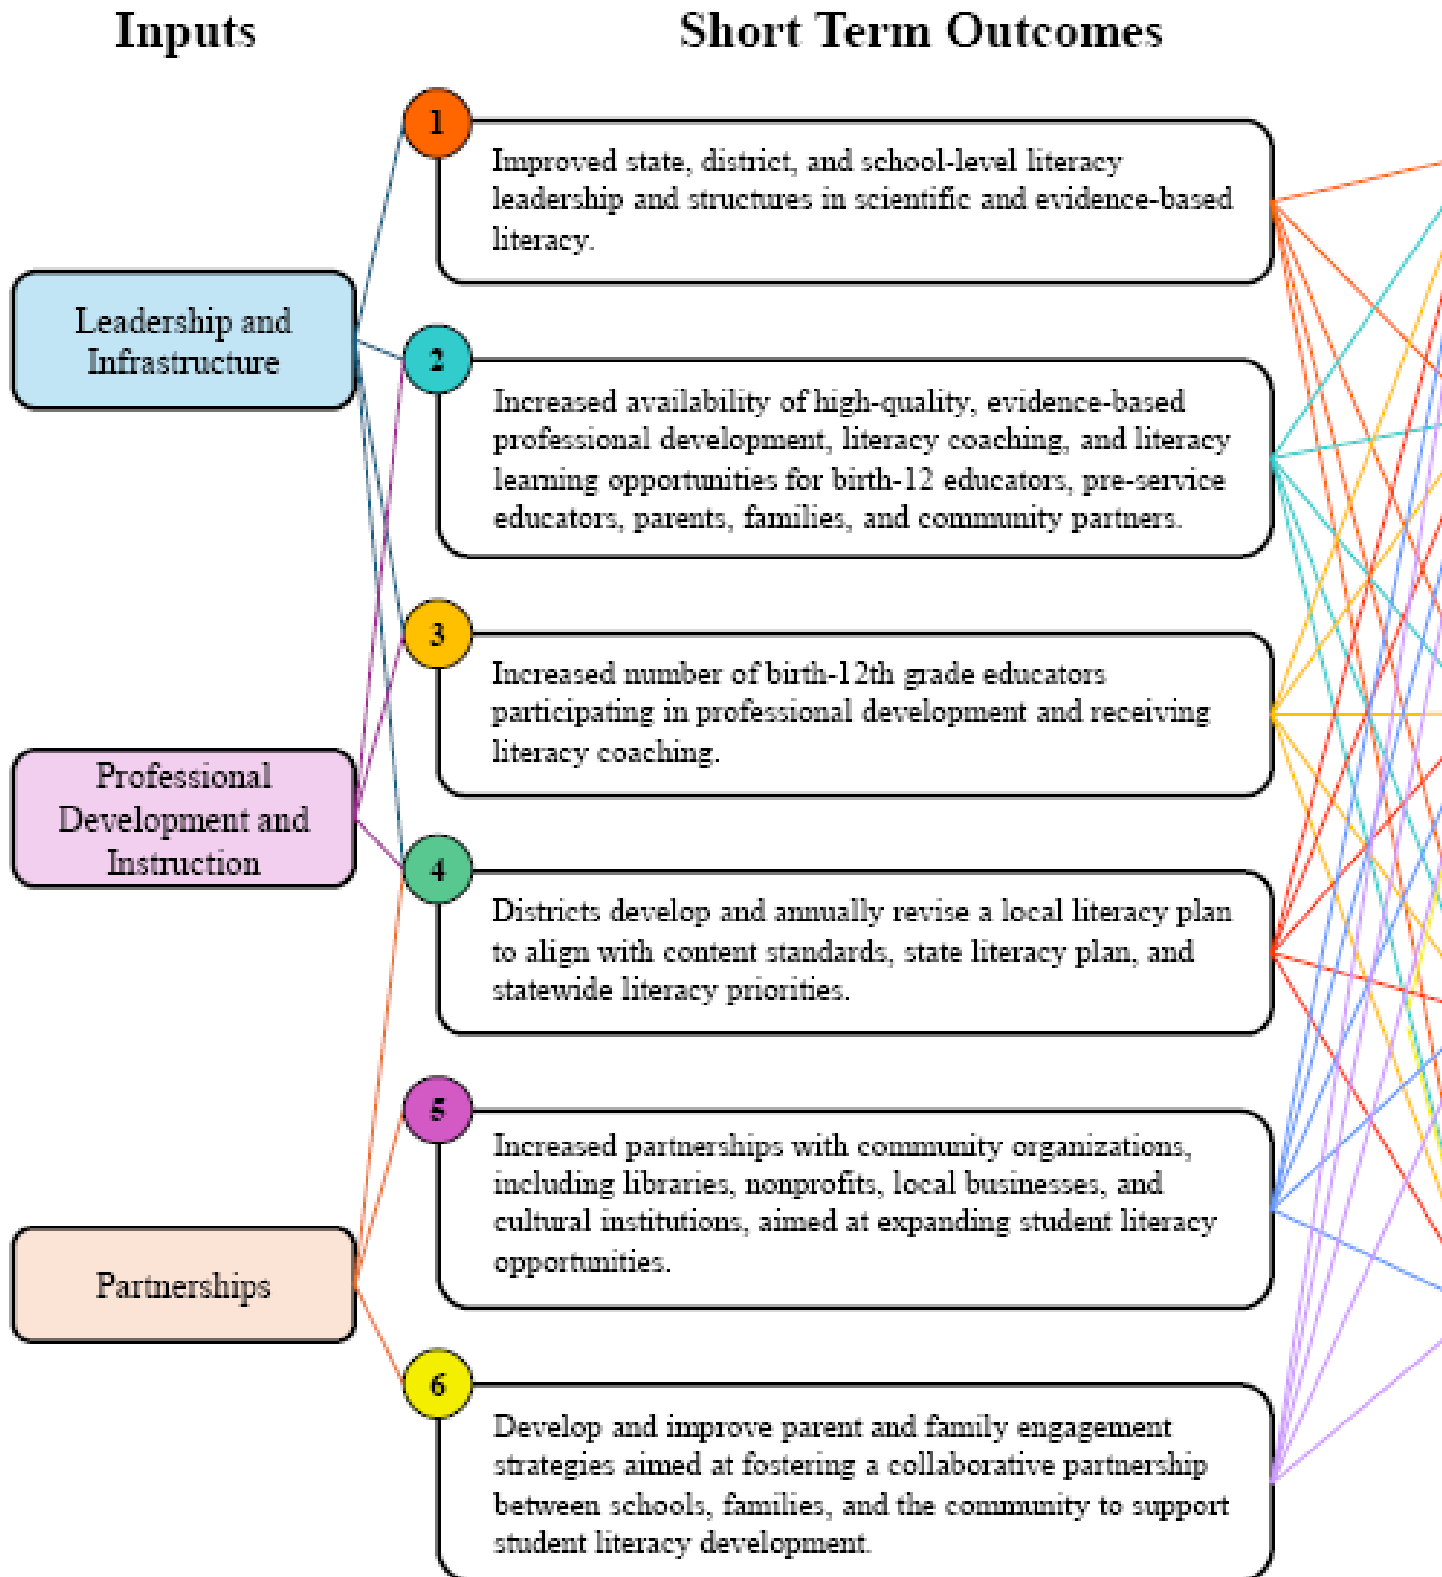 Inputs
Short Term Outcomes
1
Improved state, district, and school-level literacy
leadership and structures in scientific and evidence-based
literacy.
Leadership and
Infrastructure
2
Increased availability of high-quality, evidence-based
professional development, literacy coaching, and literacy
learning opportunities for birth-12 educators, pre-service
educators, parents, families, and community partners.
3
Increased number of birth-12th grade educators
participating in professional development and receiving
literacy coaching.
Professional
Development and
Instruction
4
Districts develop and annually revise a local literacy plan
to align with content standards, state literacy plan, and
statewide literacy priorities.
5
Increased partnerships with community organizations,
including libraries, nonprofits, local businesses, and
cultural institutions, aimed at expanding student literacy
opportunities.
Partnerships
6
Develop and improve parent and family engagement
strategies aimed at fostering a collaborative partnership
between schools, families, and the community to support
student literacy development.